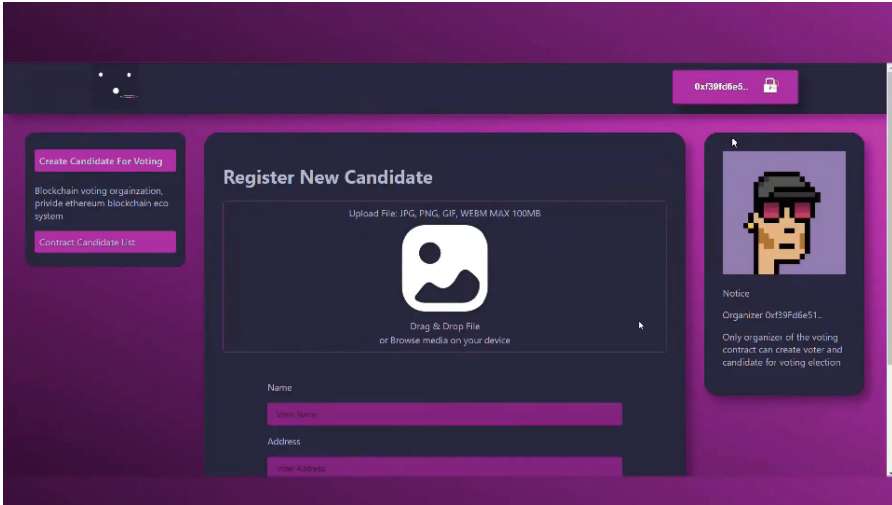 0xf39fd6e5..
Create Candidate For Voting
Blockchain voting orgainzation,
privide ethereum blockchain eco
system
Contract Candidate List
Register New Candidate
Upload File: JPG, PNG, GIF, WEBM MAX 100MB
Drag & Drop File
or Browse media on your device
Name
Voter Name
Address
Voter Address
Notice
Organizer 0xf39Fd6e51..
Only organizer of the voting
contract can create voter and
candidate for voting election